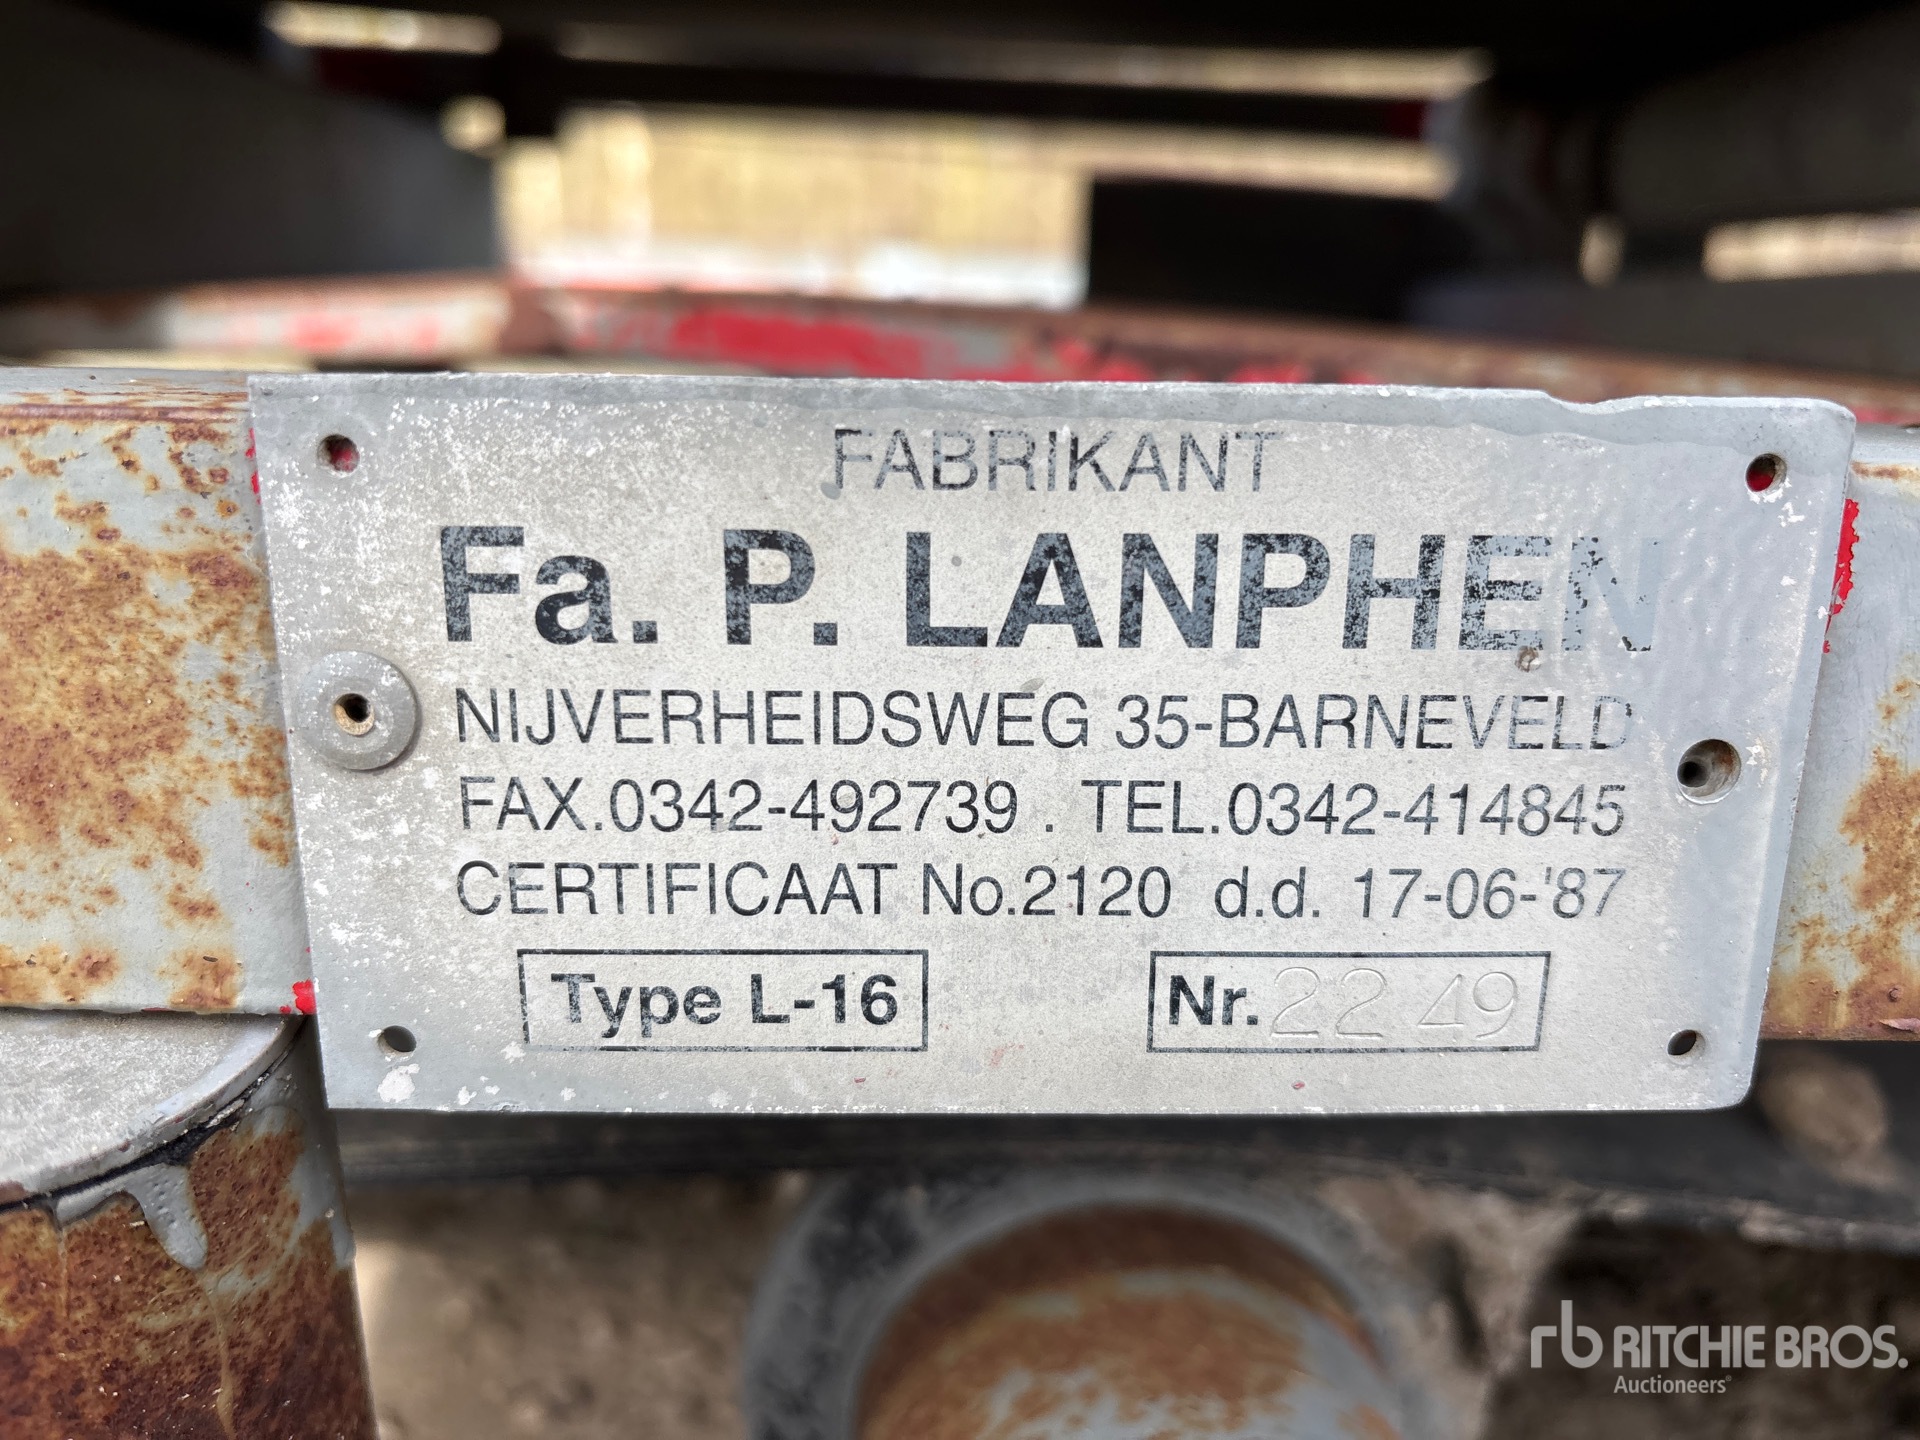 FABRIKANT
Fa. P. LANPHEN
NIJVERHEIDSWEG 35-BARNEVELD
FAX.0342-492739 . TEL.0342-414845
CERTIFICAAT No.2120 d.d. 17-06-'87
Type L-16
Nr. 22 49
rb RITCHIE BROS.
Auctioneers®